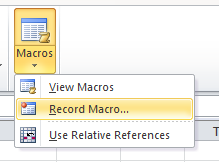 Macros
View Macros
Record Macro...
Use Relative References
T